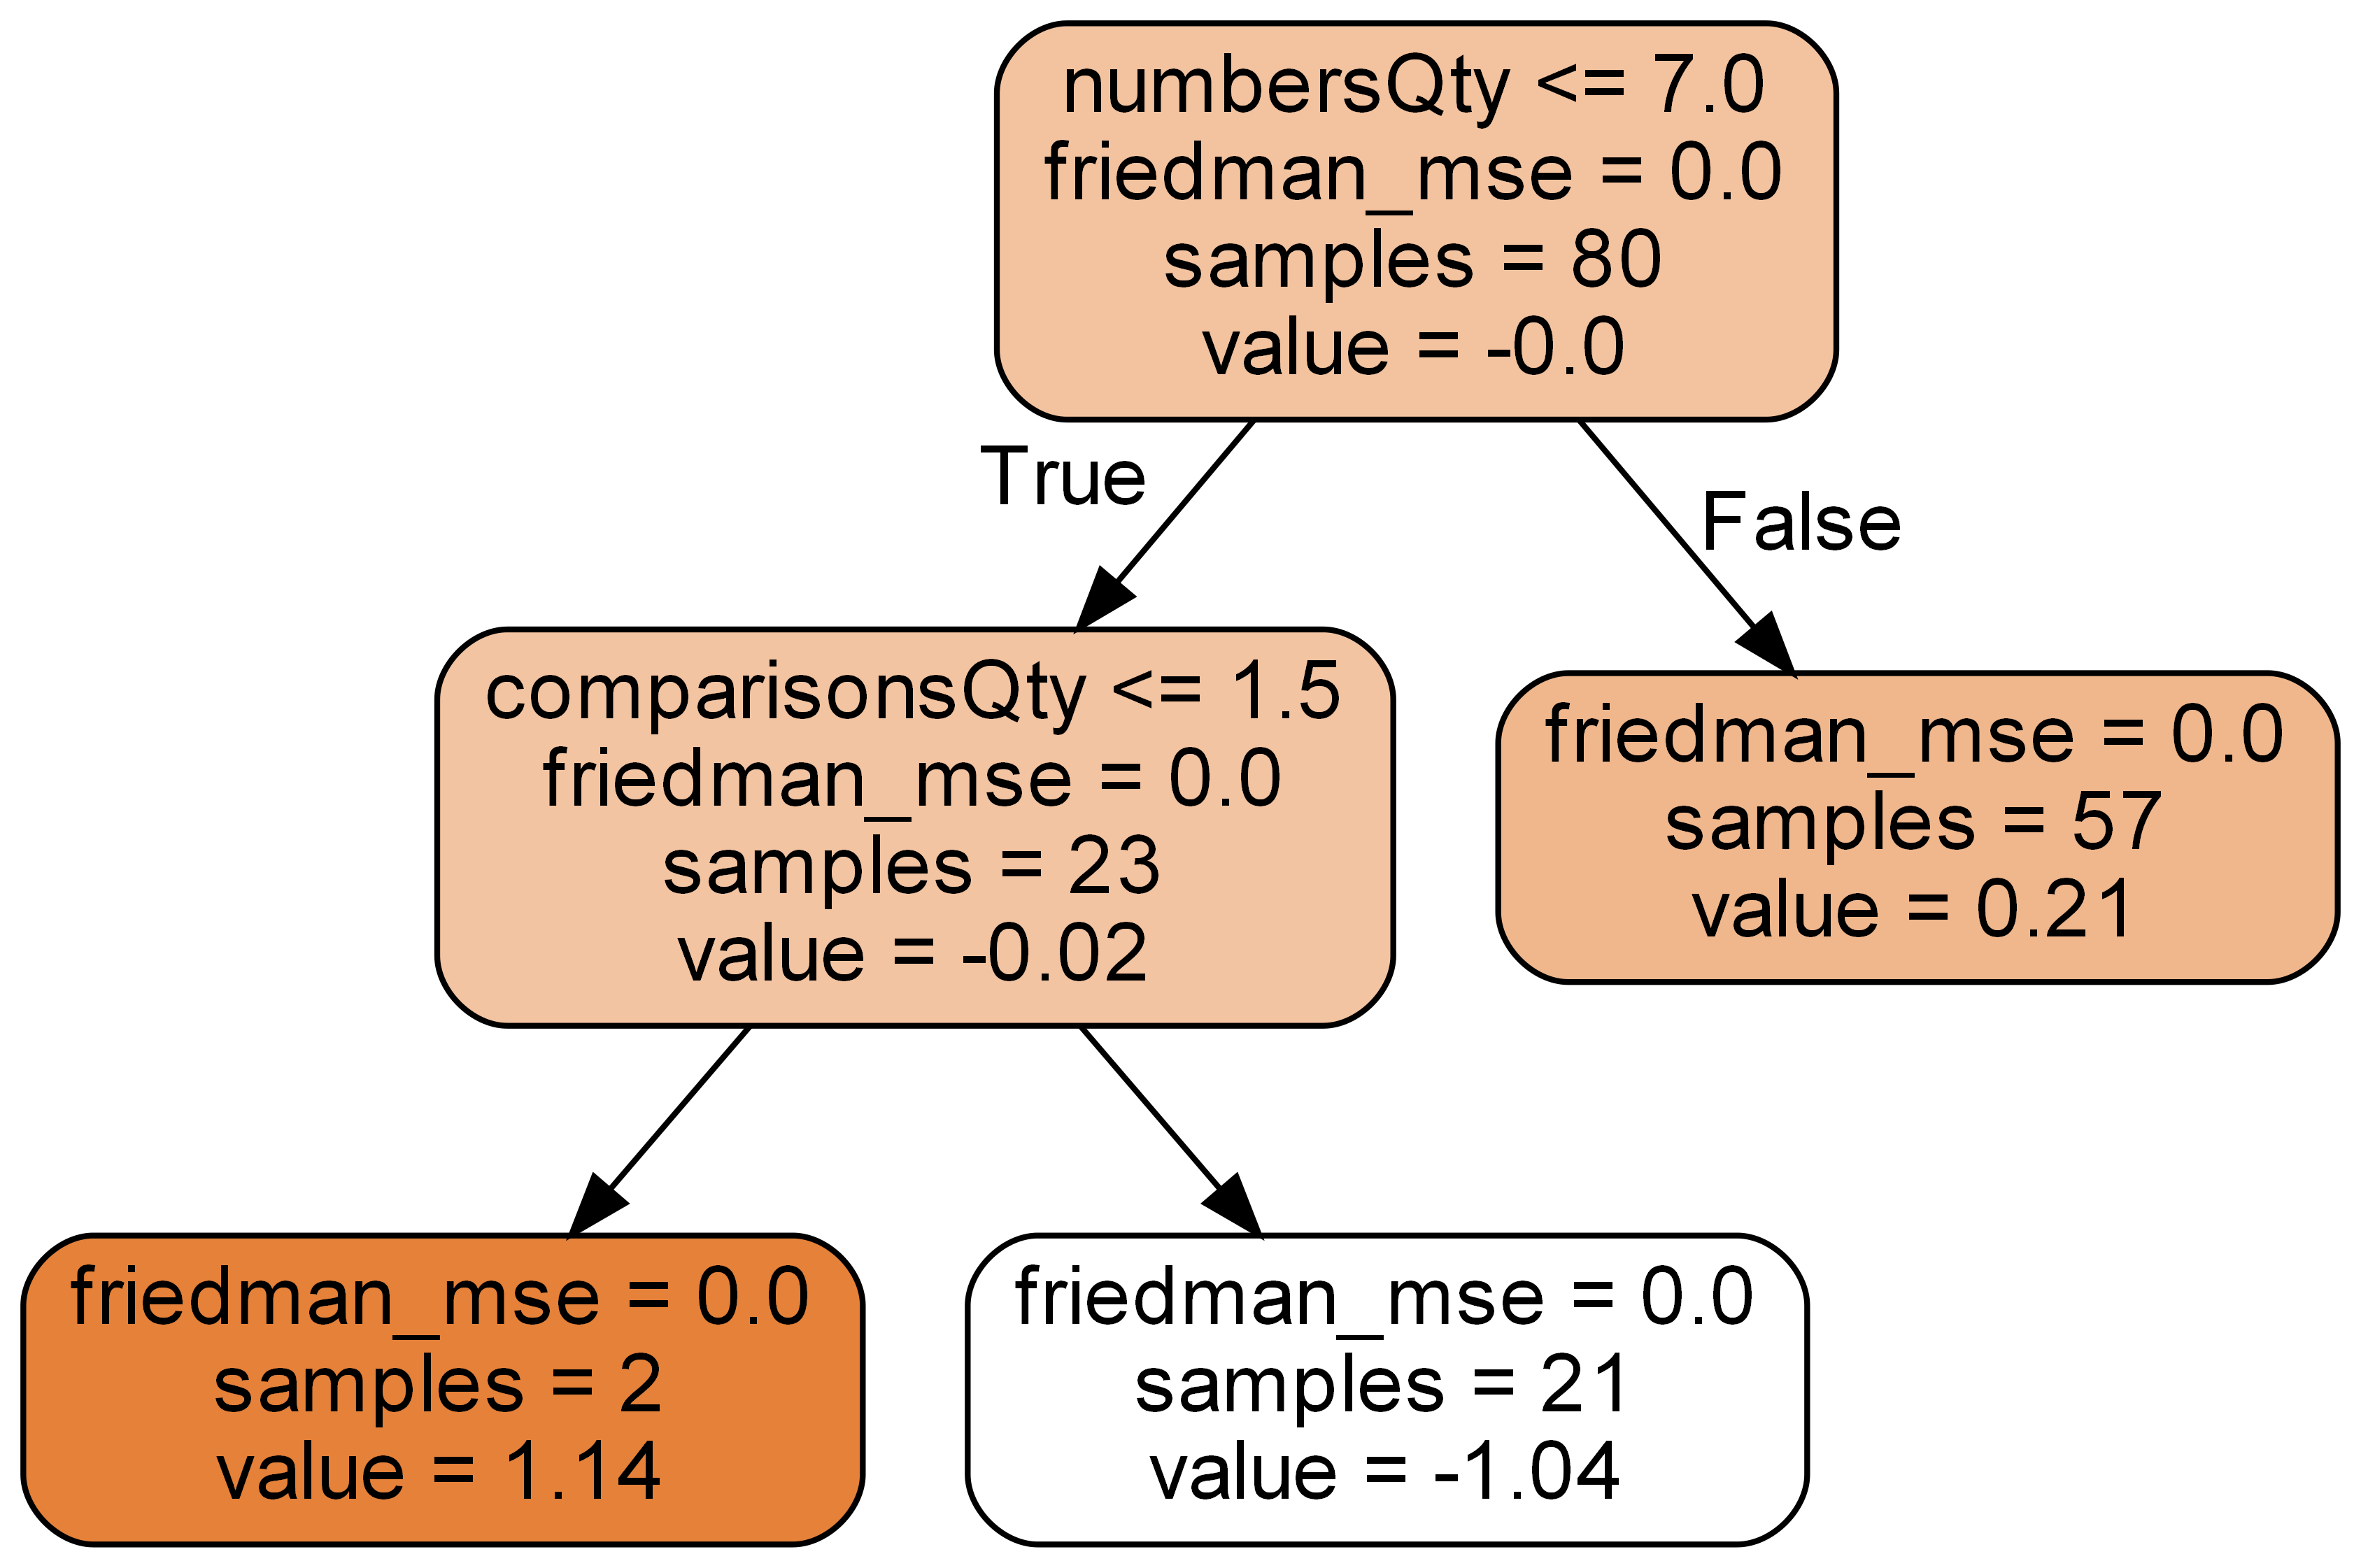 numbersQty <= 7.0
friedman_mse = 0.0
samples = 80
value = -0.0
True
False
comparisonsQty <= 1.5
friedman_mse = 0.0
samples = 23
value = -0.02
friedman_mse = 0.0
samples = 57
value = 0.21
friedman_mse = 0.0
samples = 2
value = 1.14
friedman_mse = 0.0
samples = 21
value = -1.04